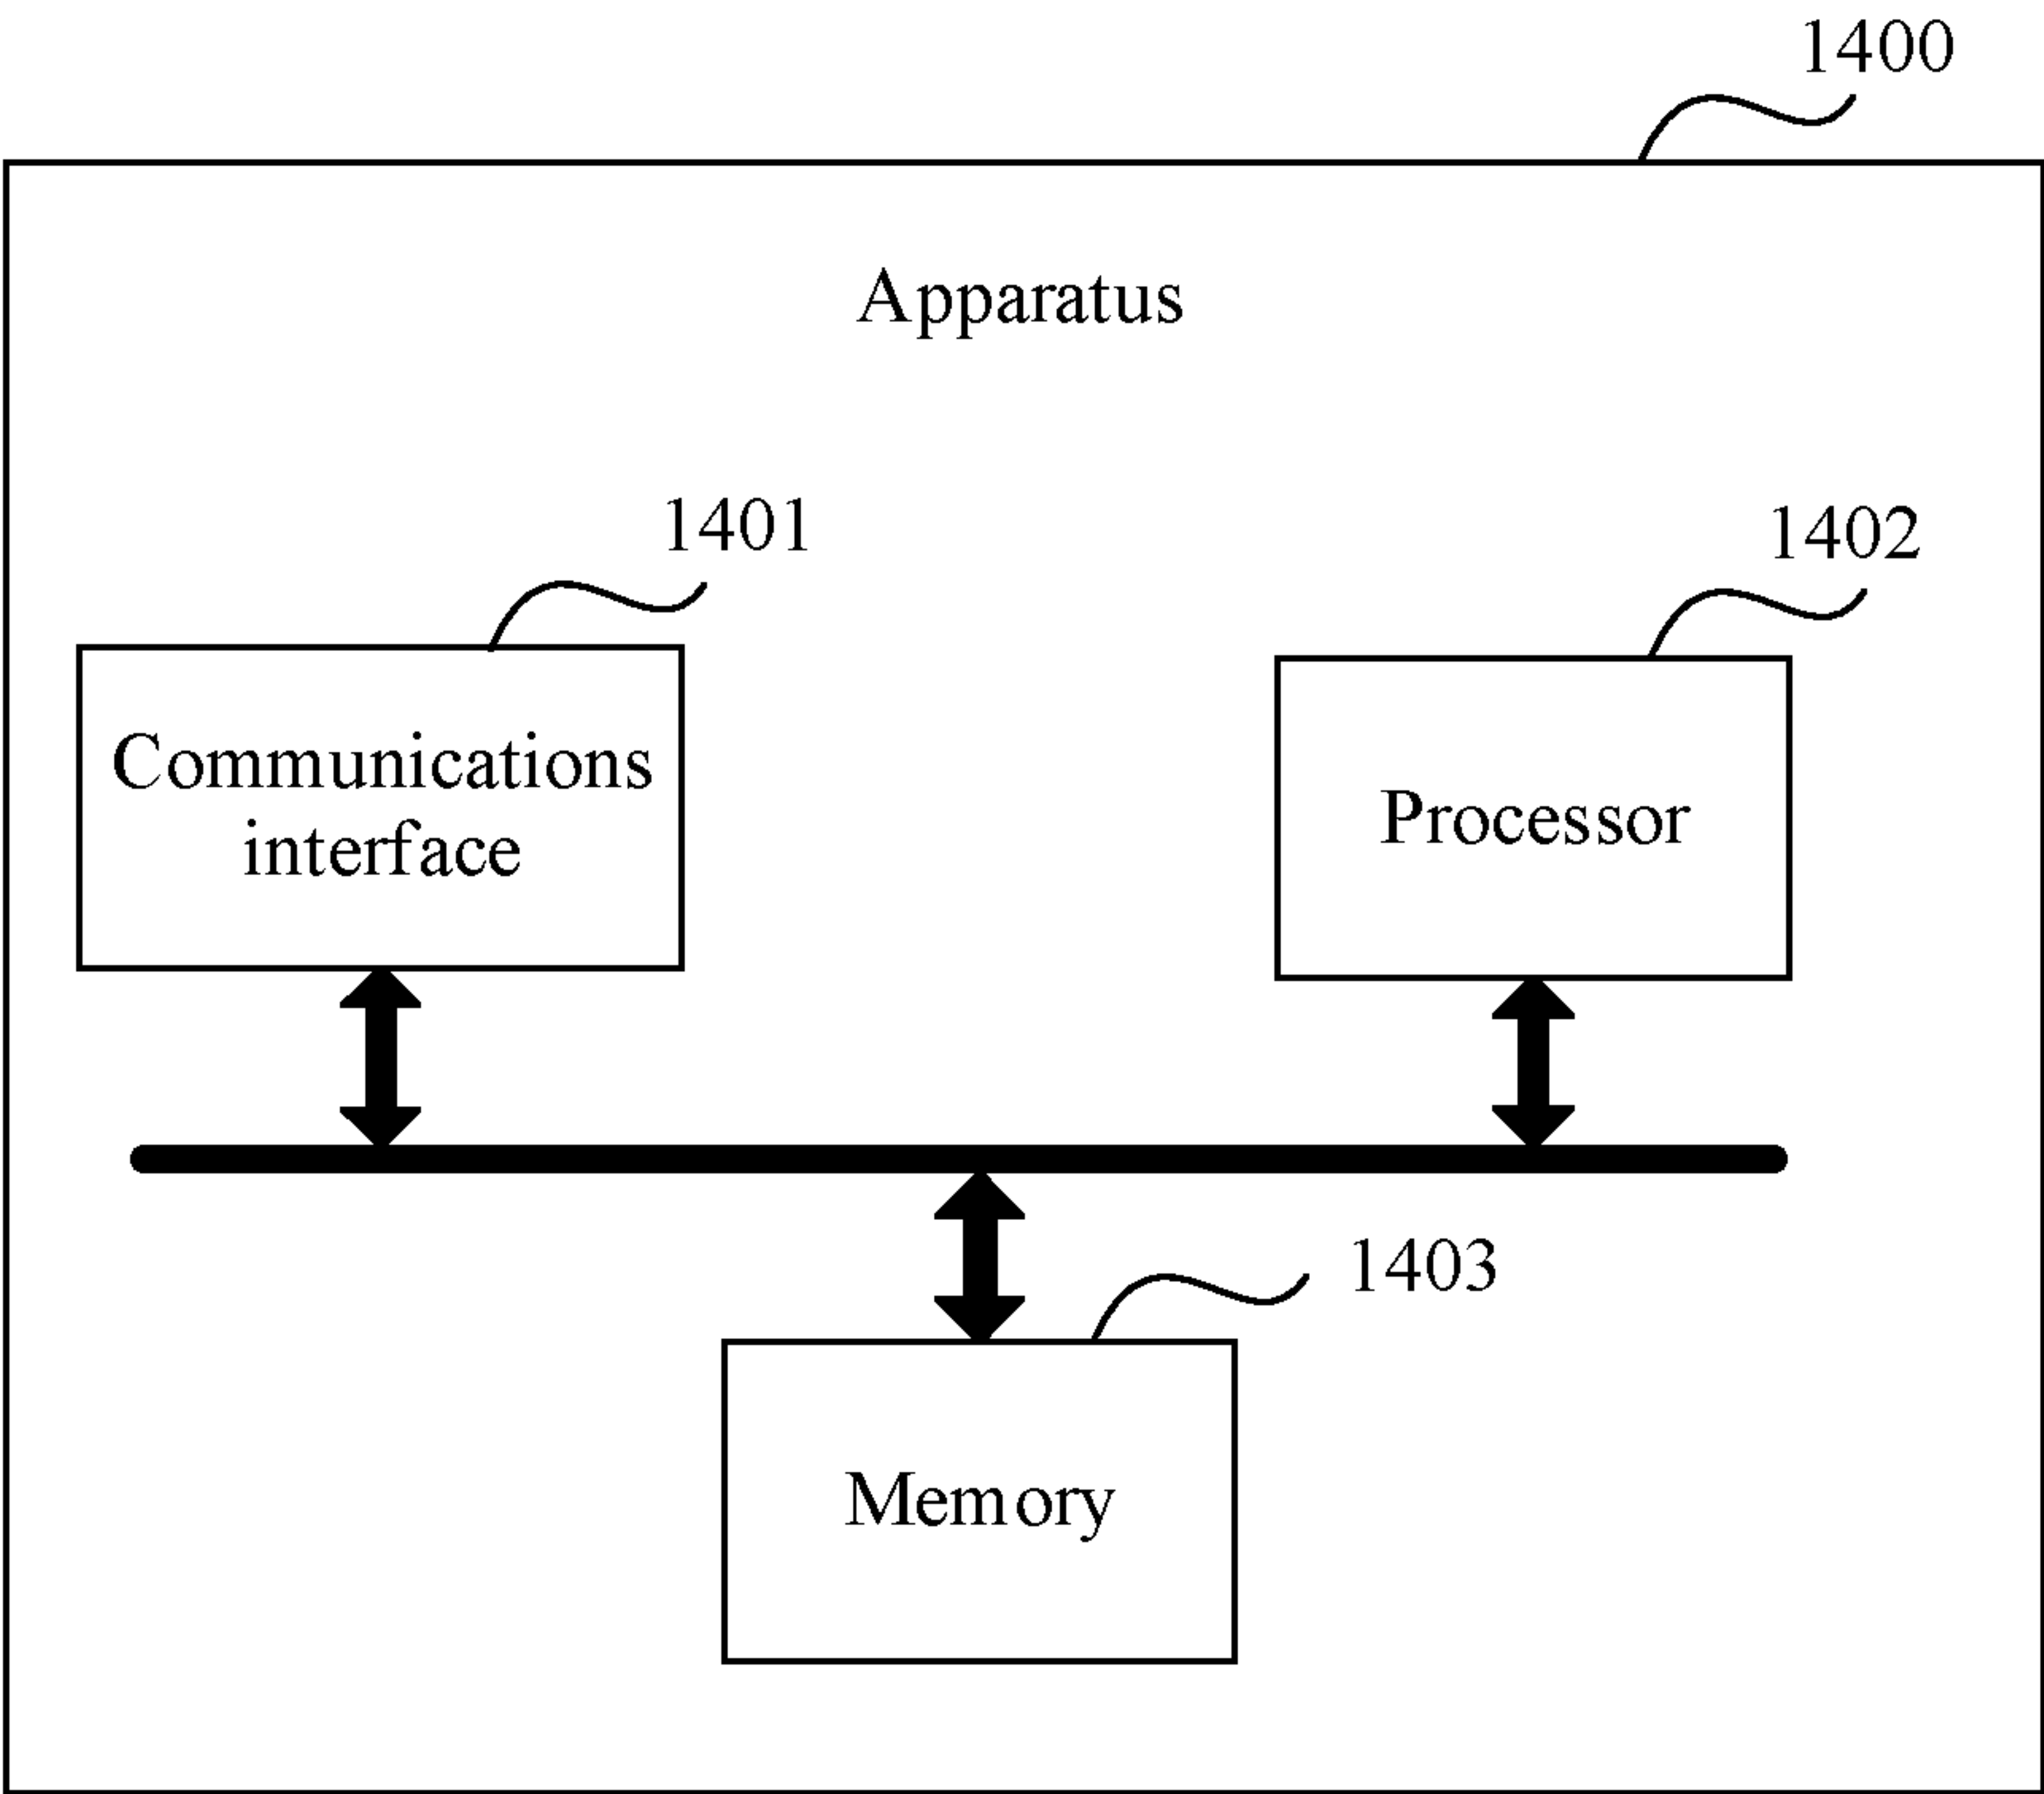 1400
Apparatus
1401
1402
Communications
interface
Processor
1403
Memory